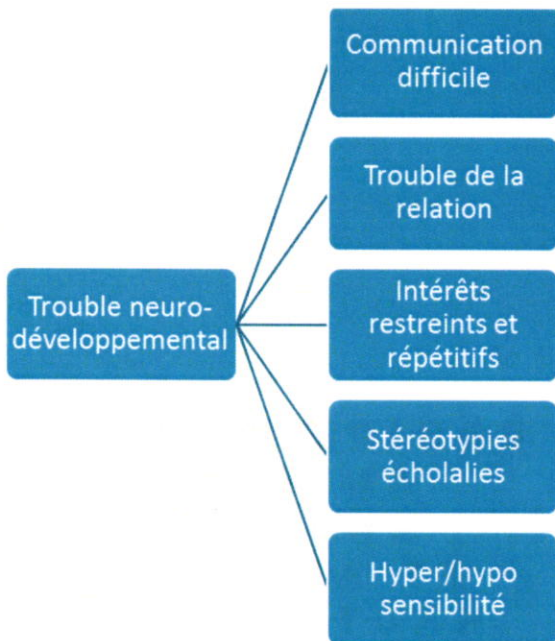 Communication
difficile
Trouble de la
relation
Trouble neuro-
développemental
Intérêts
restreints et
répétitifs
Stéréotypies
écholalies
Hyper/hypo
sensibilité